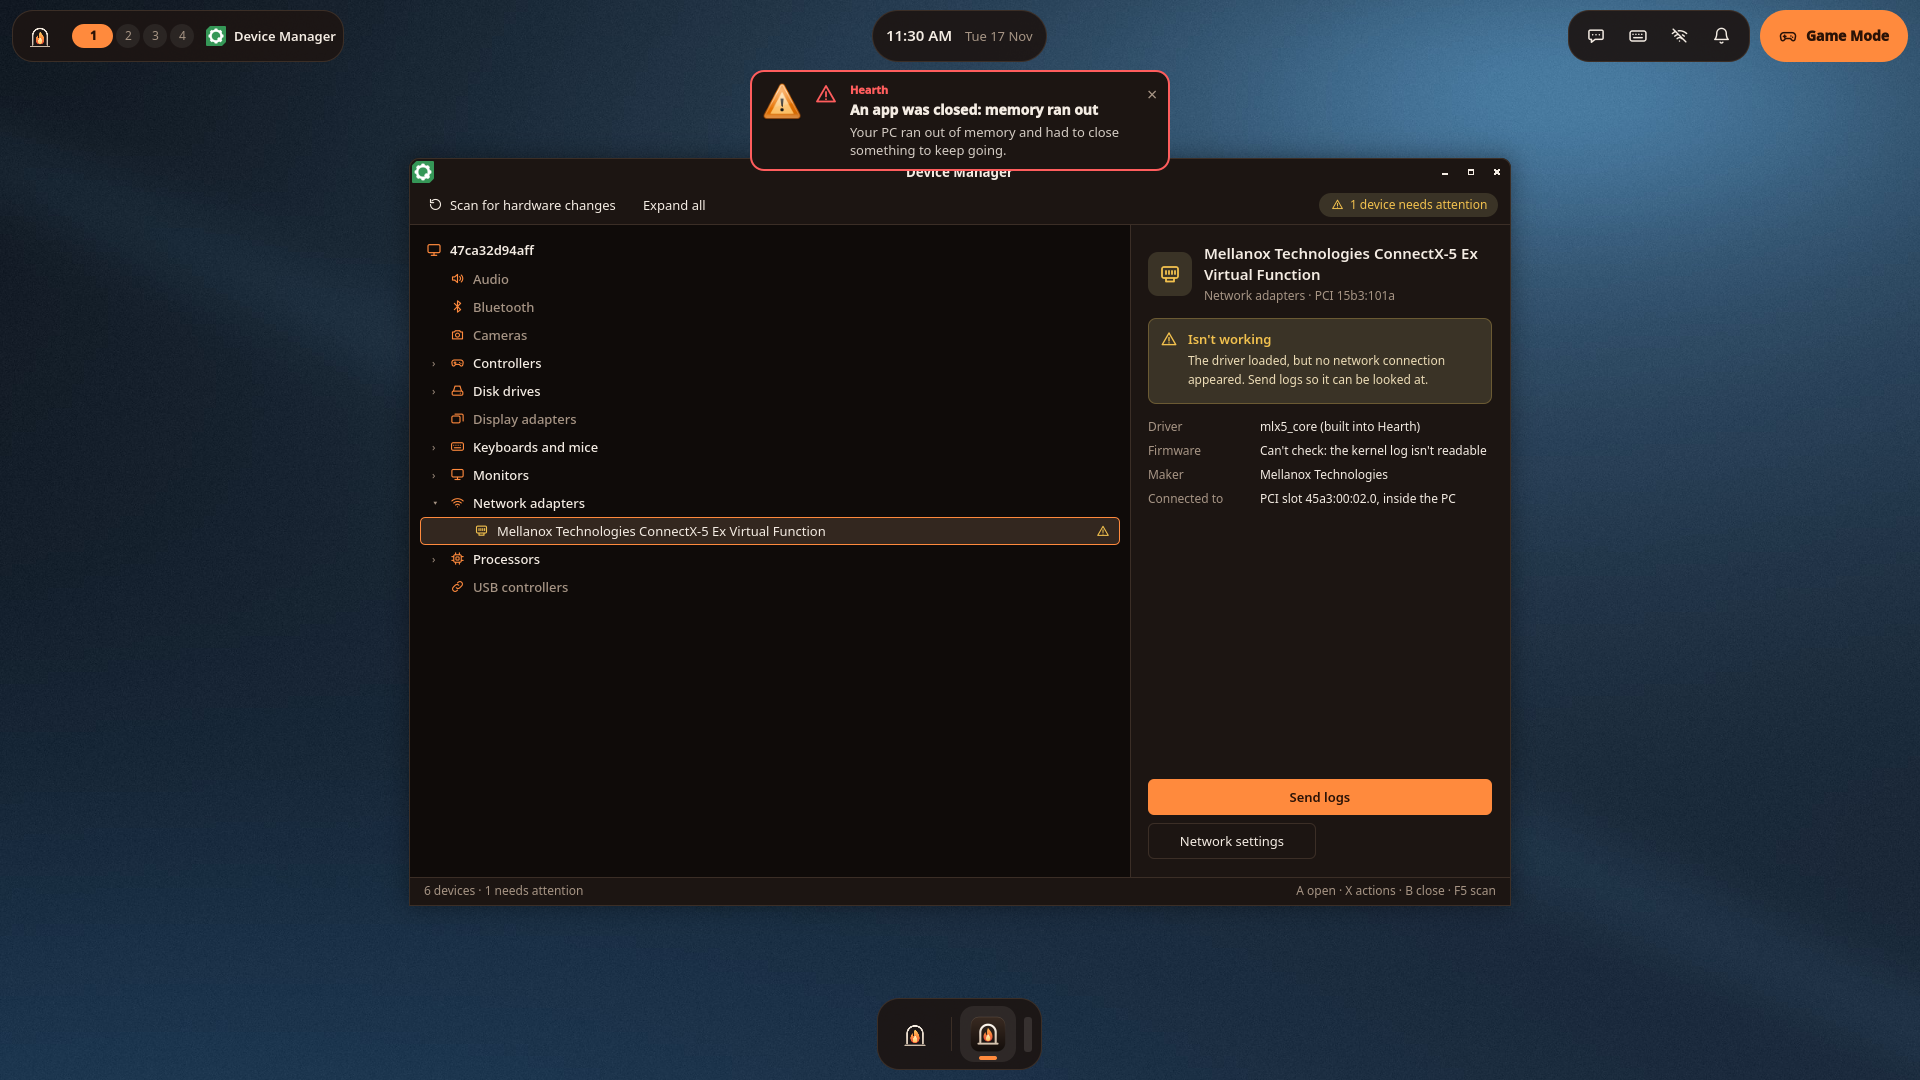 1 2 3 4 Device Manager
11:30 AM Tue 17 Nov
Game Mode
Hearth
An app was closed: memory ran out
Your PC ran out of memory and had to close
something to keep going.
Device Manager
Scan for hardware changes Expand all
1 device needs attention
47ca32d94aff
Audio
Bluetooth
Cameras
Controllers
Disk drives
Display adapters
Keyboards and mice
Monitors
Network adapters
Mellanox Technologies ConnectX-5 Ex Virtual Function
Processors
USB controllers
Mellanox Technologies ConnectX-5 Ex
Virtual Function
Network adapters · PCI 15b3:101a
Isn't working
The driver loaded, but no network connection
appeared. Send logs so it can be looked at.
Driver mlx5_core (built into Hearth)
Firmware Can't check: the kernel log isn't readable
Maker Mellanox Technologies
Connected to PCI slot 45a3:00:02.0, inside the PC
Send logs
Network settings
6 devices · 1 needs attention
A open · X actions · B close · F5 scan